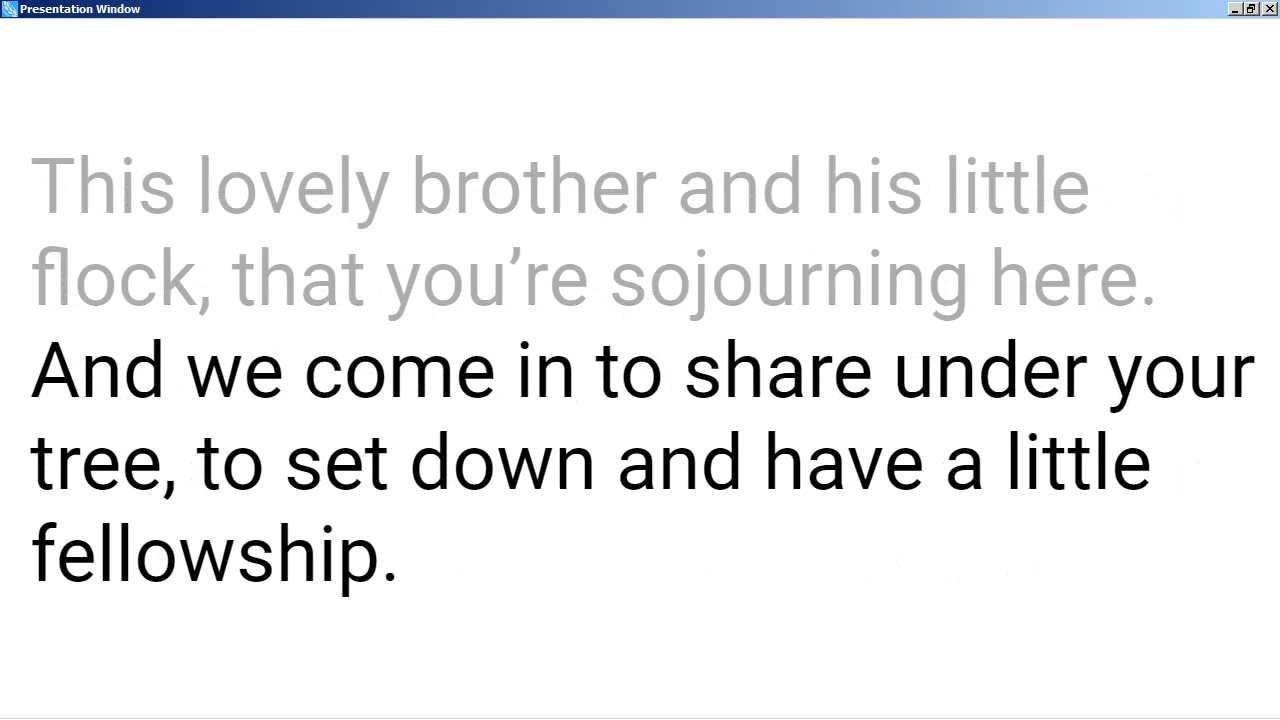 Presentation Window
This lovely brother and his little
flock, that you’re sojourning here.
And we come in to share under your
tree, to set down and have a little
fellowship.